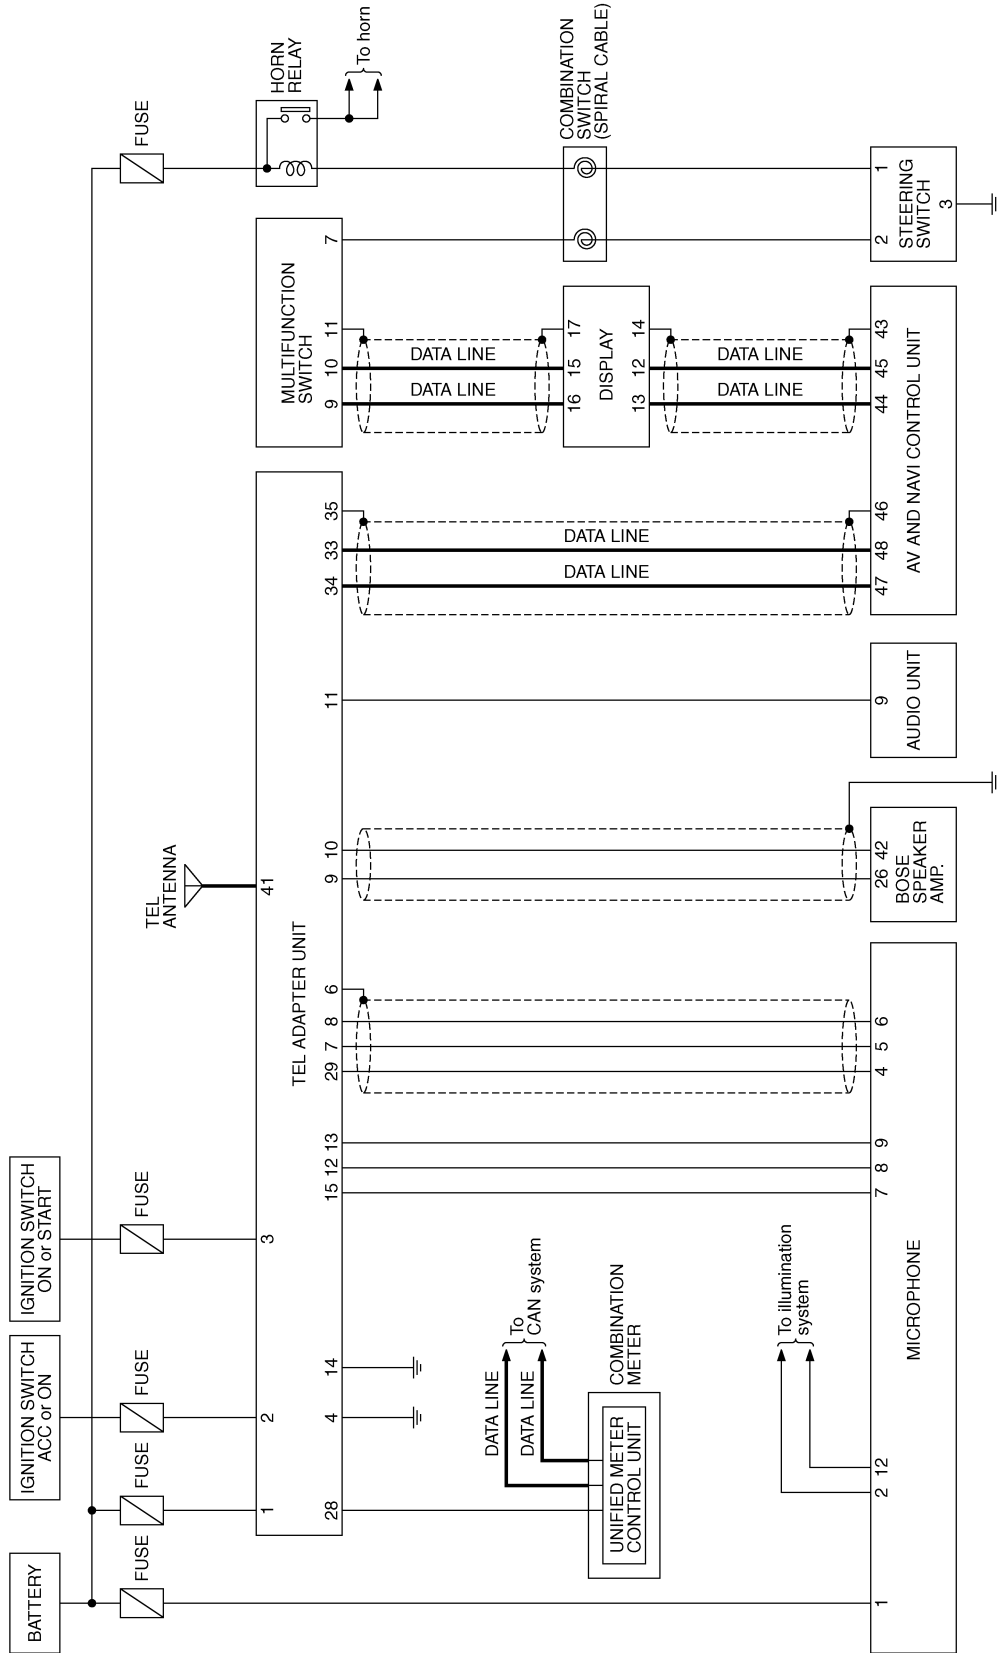 BATTERY
IGNITION SWITCH
ACC or ON
IGNITION SWITCH
ON or START
FUSE
FUSE
FUSE
FUSE
FUSE
TEL
ANTENNA
HORN
RELAY
To horn
1
2
3
41
TEL ADAPTER UNIT
28
4
14
15
12
13
29
7
8
6
9
10
11
34
33
35
MULTIFUNCTION
SWITCH
9
10
11
7
DATA LINE
DATA LINE
To
CAN system
COMBINATION
METER
UNIFIED METER
CONTROL UNIT
DATA LINE
DATA LINE
DATA LINE
DATA LINE
16
15
17
DISPLAY
13
12
14
DATA LINE
DATA LINE
COMBINATION
SWITCH
(SPIRAL CABLE)
To illumination
system
1
2
12
7
8
9
4
5
6
MICROPHONE
26
42
BOSE
SPEAKER
AMP.
9
AUDIO UNIT
47
48
46
44
45
43
AV AND NAVI CONTROL UNIT
2
1
STEERING
SWITCH
3